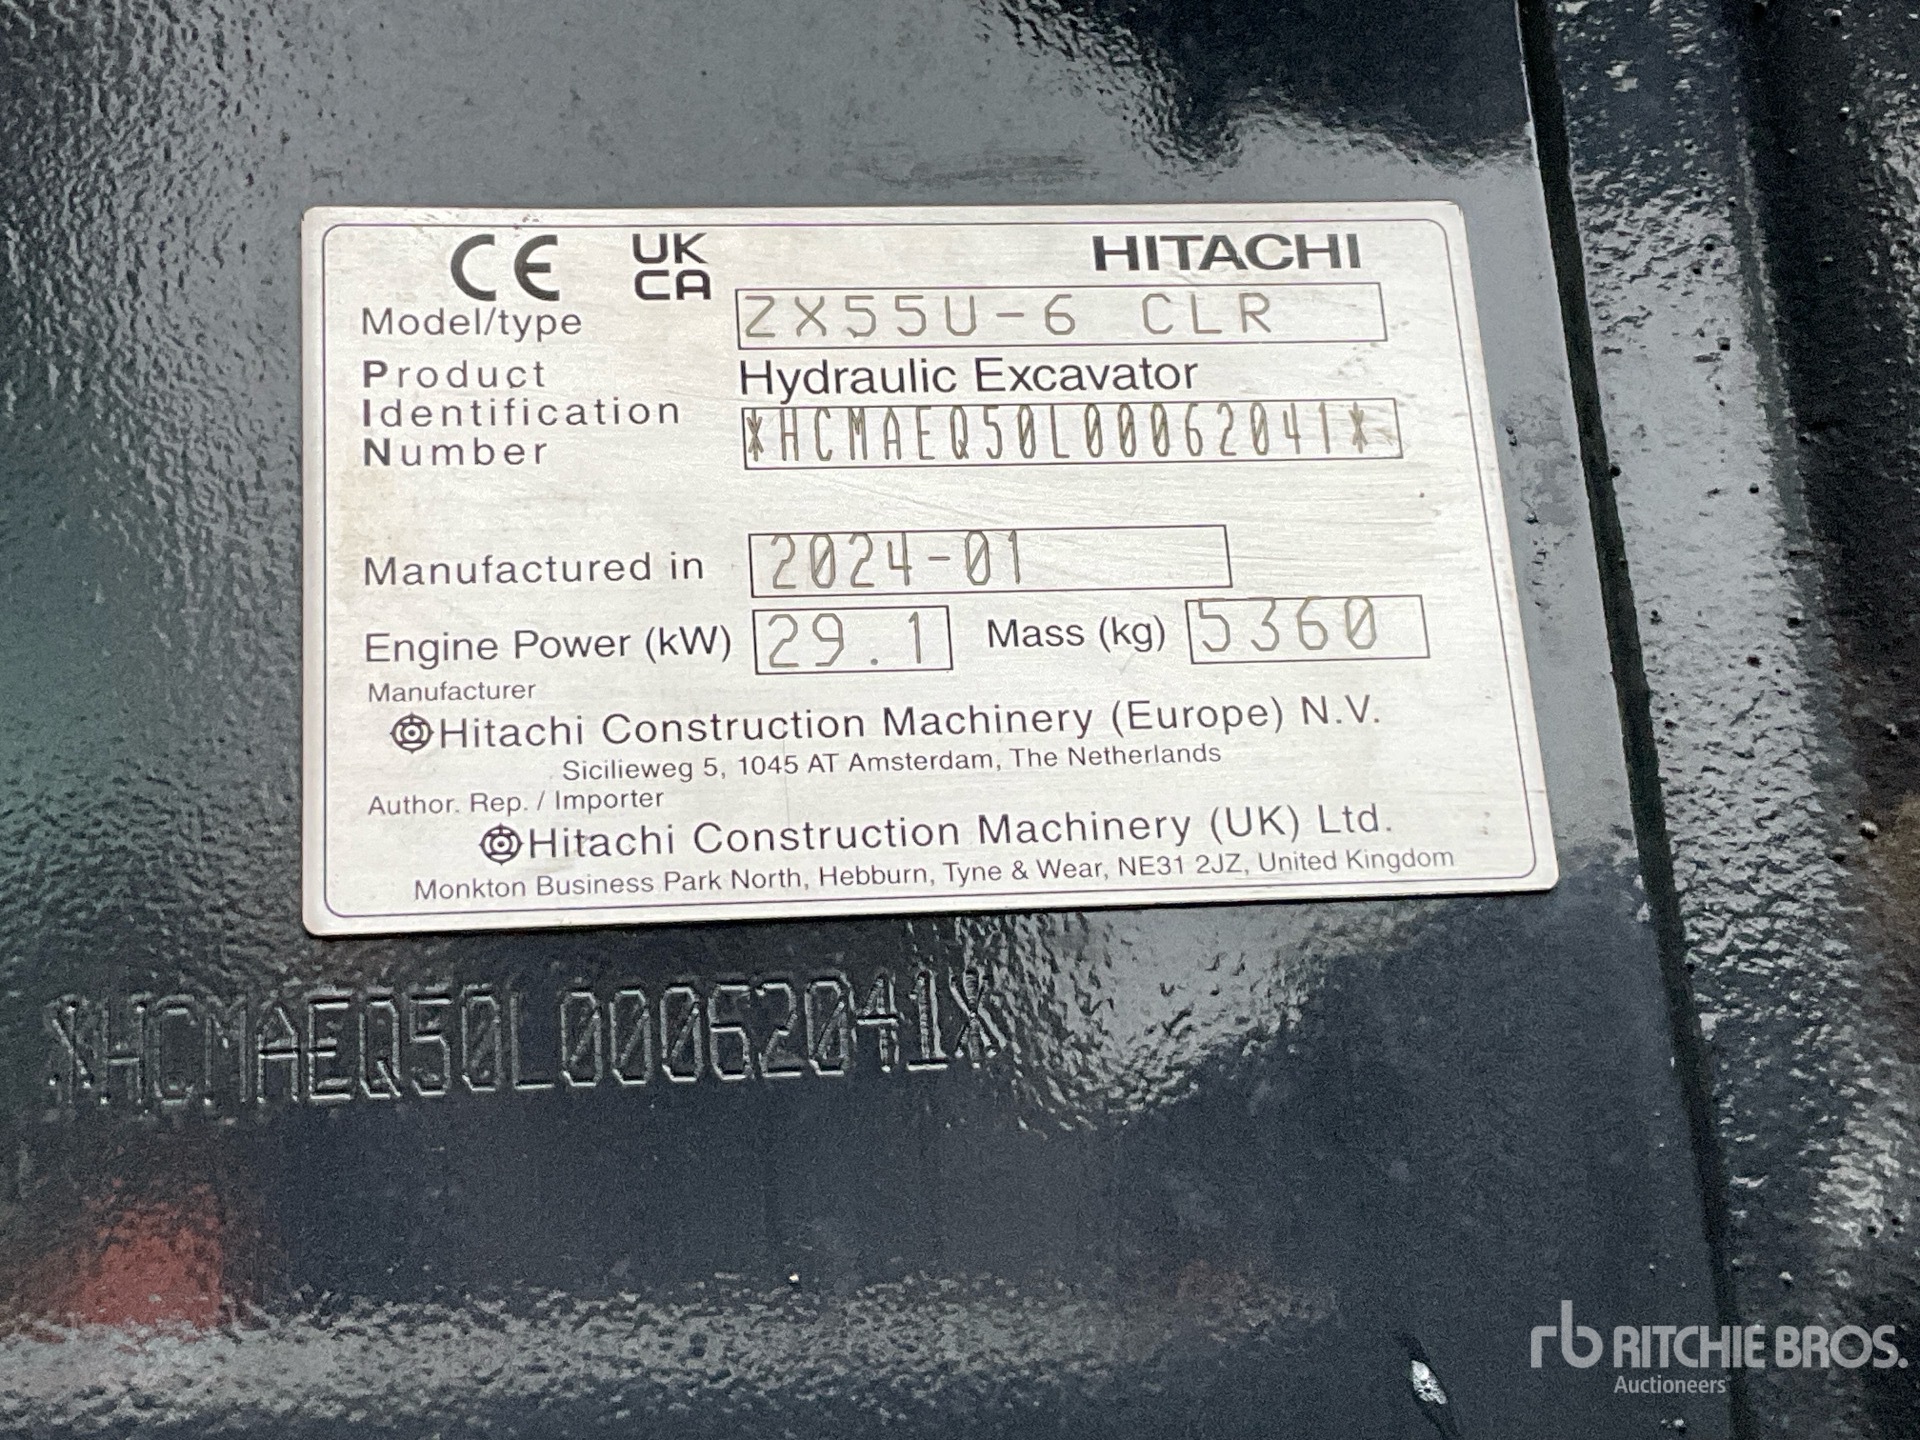 CE UK CA HITACHI
Model/type ZX55U-6 CLR
Product Hydraulic Excavator
Identification
Number *HCMAEQ50L00062041*
Manufactured in 2024-01
Engine Power (kW) 29.1 Mass (kg) 5360
Manufacturer
Hitachi Construction Machinery (Europe) N.V.
Sicilieweg 5, 1045 AT Amsterdam, The Netherlands
Author. Rep. / Importer
Hitachi Construction Machinery (UK) Ltd.
Monkton Business Park North, Hebburn, Tyne & Wear, NE31 2JZ, United Kingdom
*HCMAEQ50L00062041*
rb RITCHIE BROS.
Auctioneers